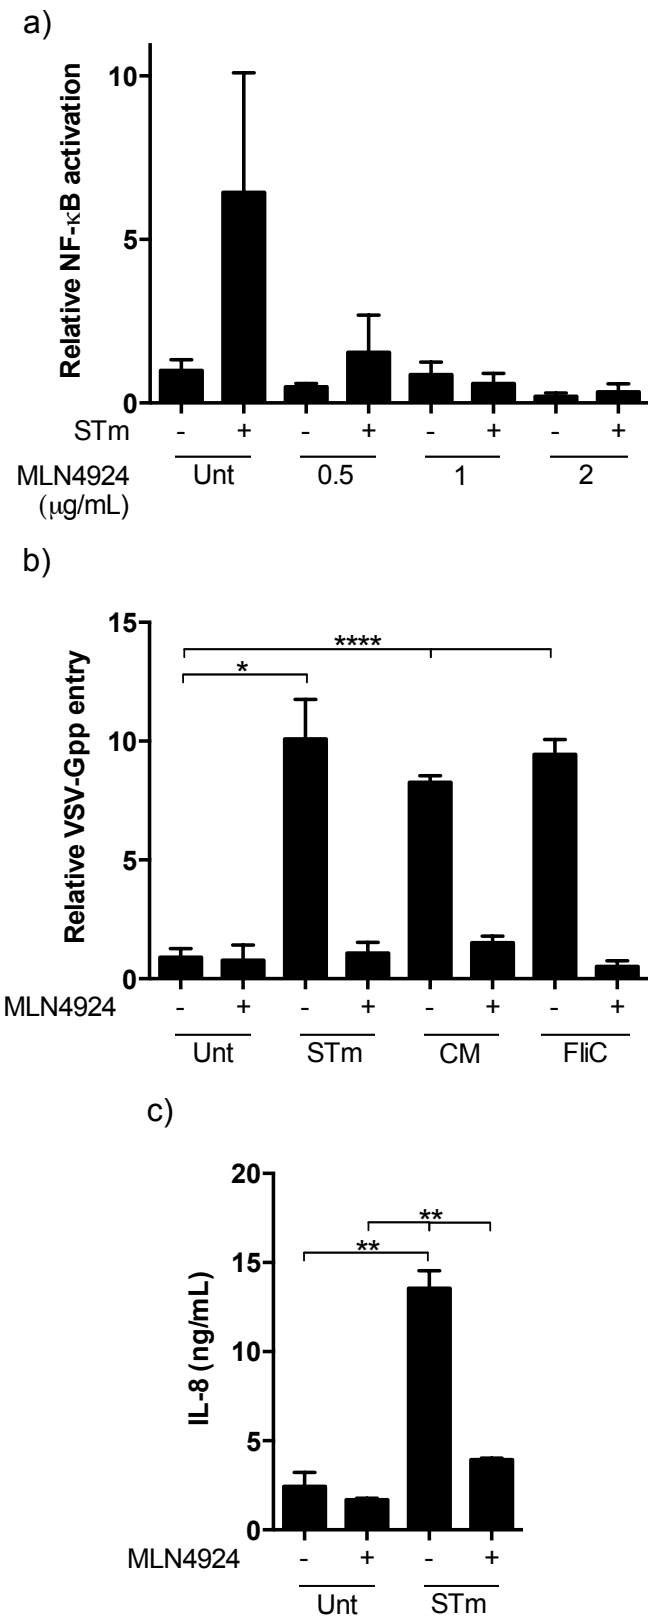 a)
Relative NF-κB activation
10
5
0
STm - + - + - + - +
MLN4924 Unt 0.5 1 2
(μg/mL)
b)
Relative VSV-Gpp entry
15
10
5
0
****
*
MLN4924 - + - + - + - +
Unt STm CM FliC
c)
IL-8 (ng/mL)
20
15
10
5
0
**
**
MLN4924 - + - +
Unt STm